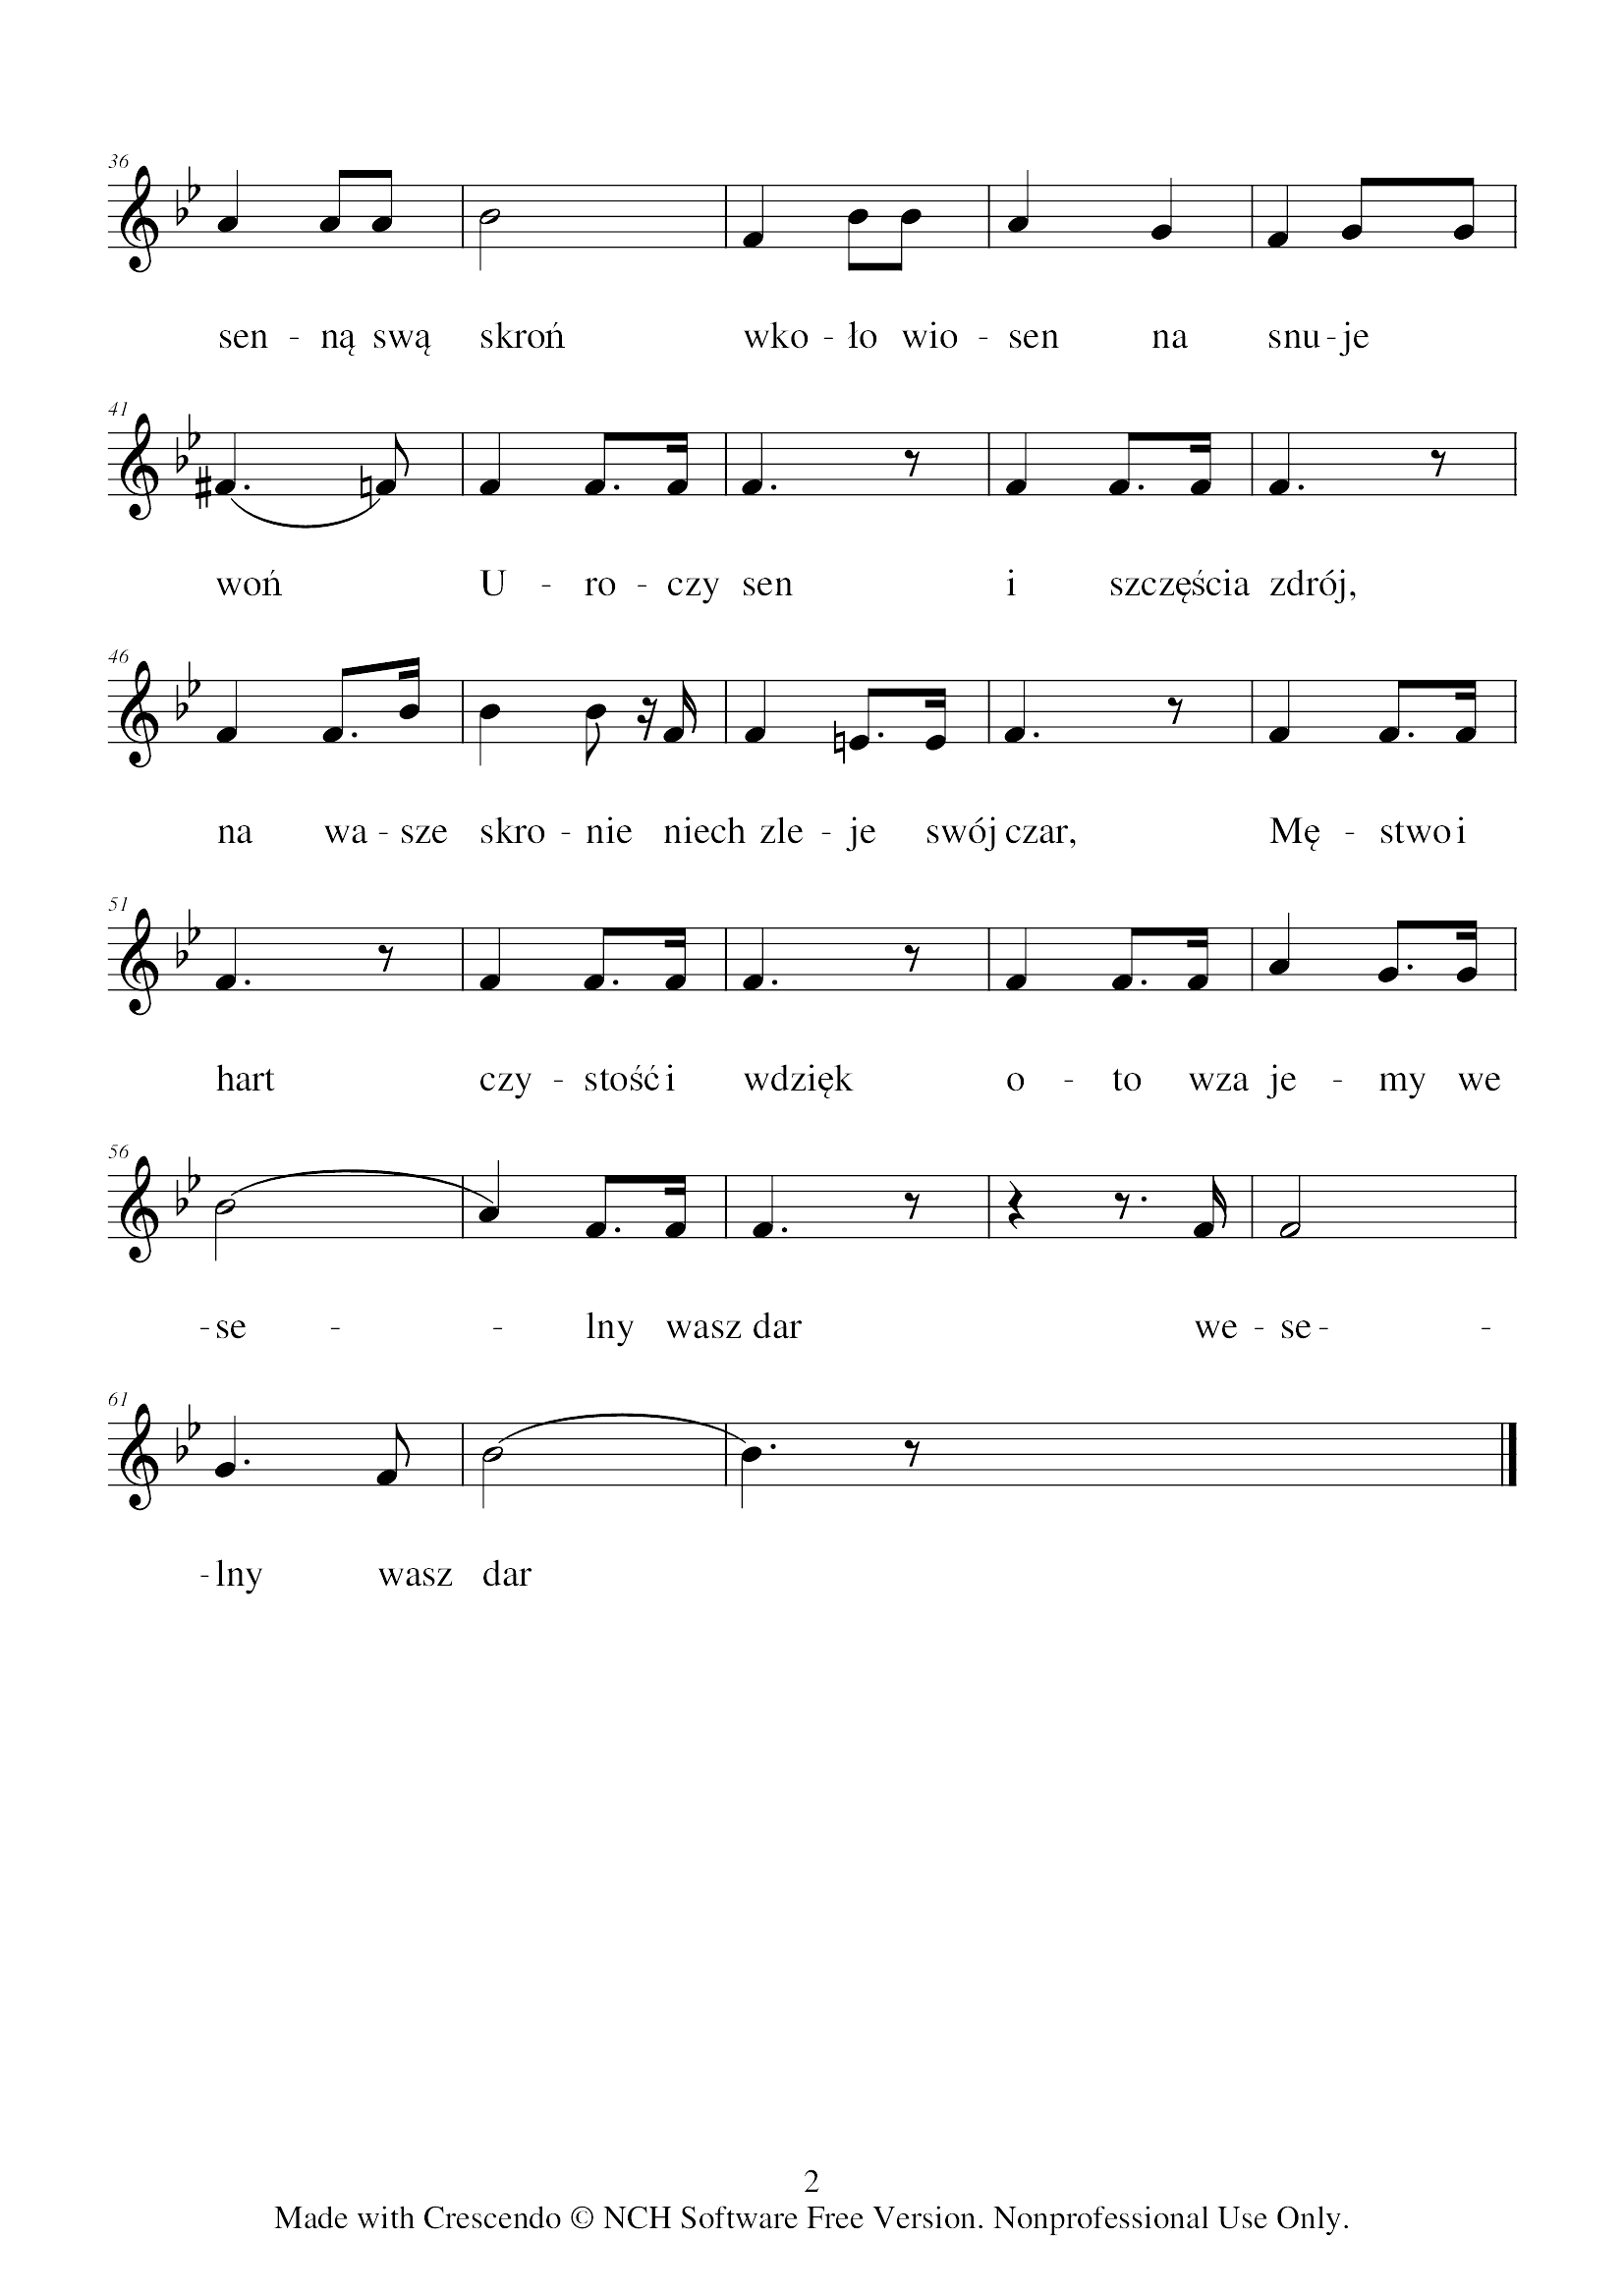 36
sen - ną swą skroń wko - ło wio - sen na snu - je
41
woń U - ro - czy sen i szczęścia zdrój,
46
na wa - sze skro - nie niech zle - je swój czar, Mę - stwo i
51
hart czy - stość i wdzięk o - to wza je - my we
56
- se - - lny wasz dar we - se - -
61
- lny wasz dar
2
Made with Crescendo © NCH Software Free Version. Nonprofessional Use Only.